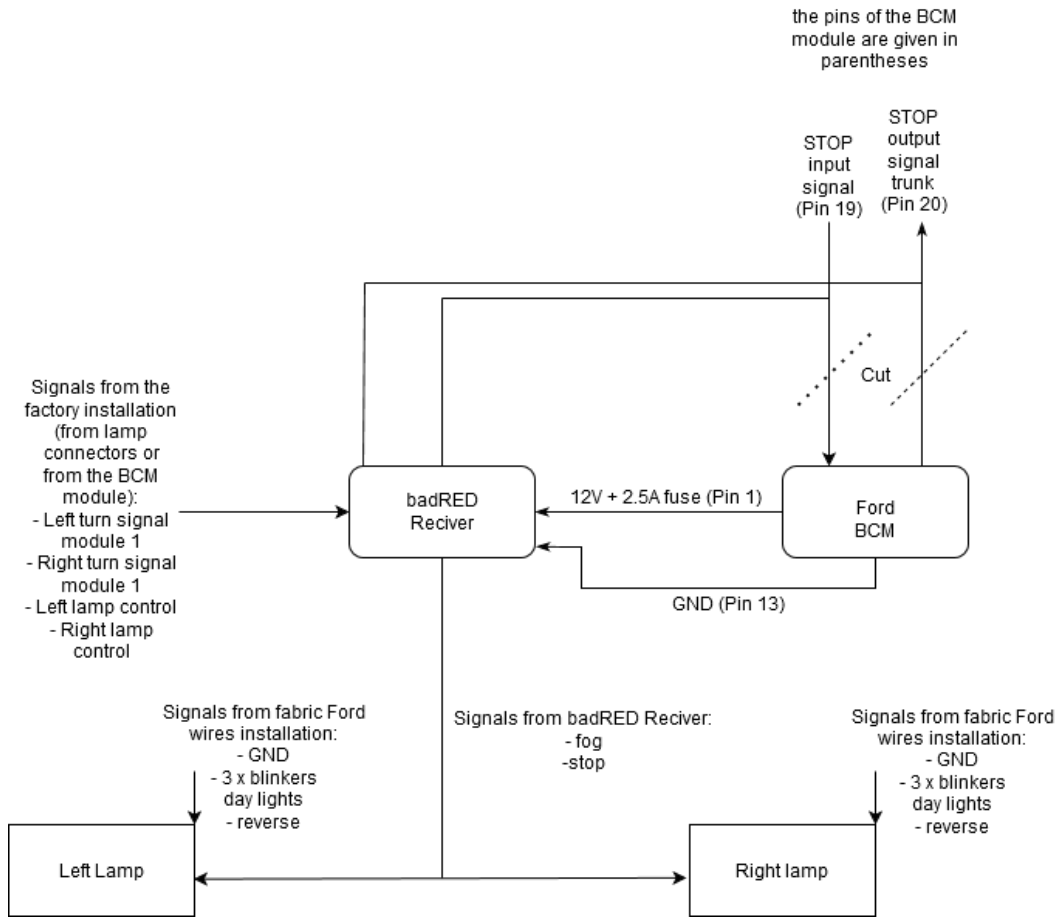 the pins of the BCM
module are given in
parentheses
STOP
input
signal
(Pin 19)
STOP
output
signal
trunk
(Pin 20)
Cut
Signals from the
factory installation
(from lamp
connectors or
from the BCM
module):
- Left turn signal
module 1
- Right turn signal
module 1
- Left lamp control
- Right lamp
control
badRED
Reciver
12V + 2.5A fuse (Pin 1)
Ford
BCM
GND (Pin 13)
Signals from fabric Ford
wires installation:
- GND
- 3 x blinkers
day lights
- reverse
Signals from badRED Reciver:
- fog
-stop
Signals from fabric Ford
wires installation:
- GND
- 3 x blinkers
day lights
- reverse
Left Lamp
Right lamp